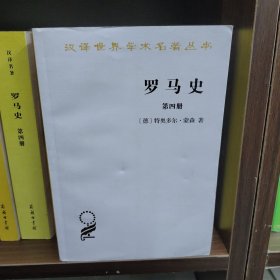 汉译世界学术名著丛书
罗马史
第四册
〔德〕特奥多尔·蒙森 著
汉译名著
罗马史
第四册
商务印书馆